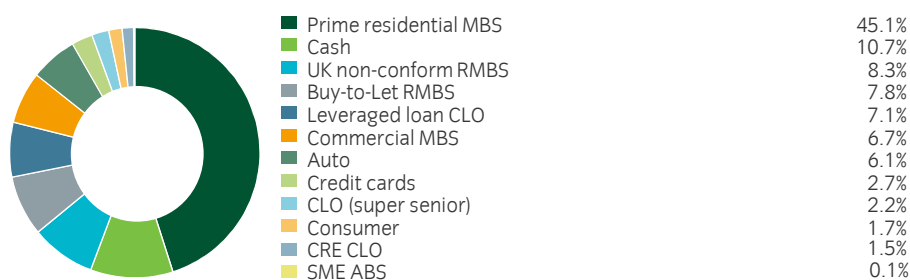 Prime residential MBS 45.1%
Cash 10.7%
UK non-conform RMBS 8.3%
Buy-to-Let RMBS 7.8%
Leveraged loan CLO 7.1%
Commercial MBS 6.7%
Auto 6.1%
Credit cards 2.7%
CLO (super senior) 2.2%
Consumer 1.7%
CRE CLO 1.5%
SME ABS 0.1%